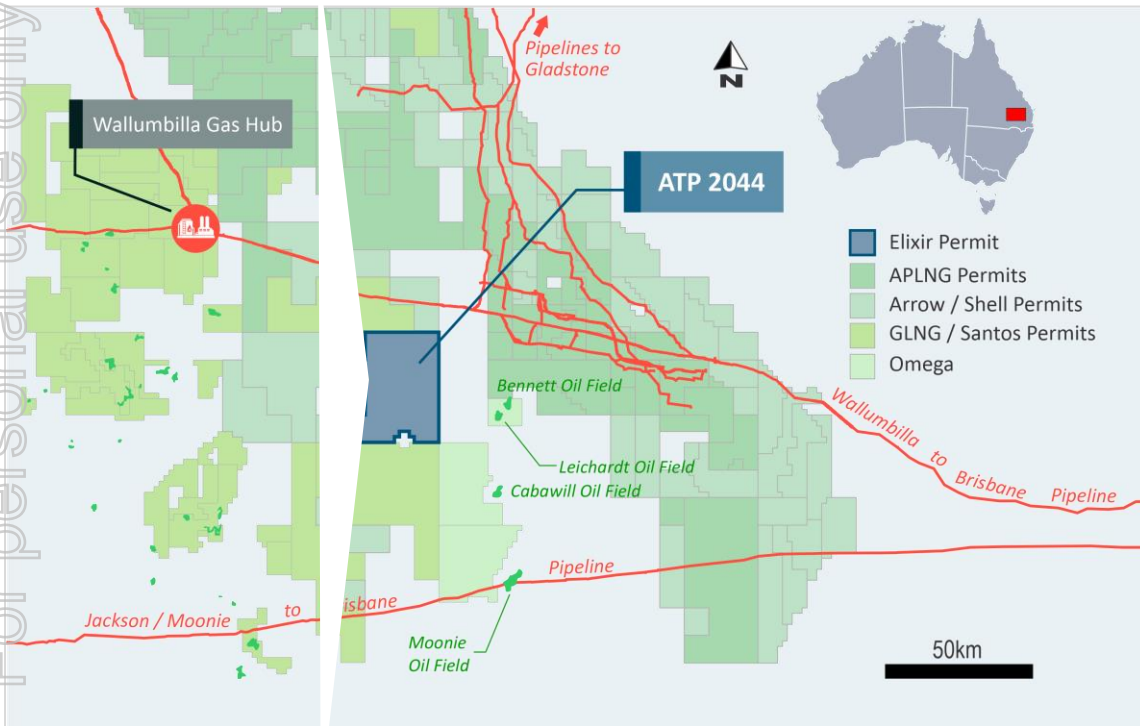 For personal use only
Pipelines to
Gladstone
N
Wallumbilla Gas Hub
ATP 2044
Elixir Permit
APLNG Permits
Arrow / Shell Permits
GLNG / Santos Permits
Omega
Bennett Oil Field
Leichardt Oil Field
Cabawill Oil Field
Wallumbilla to Brisbane Pipeline
Jackson / Moonie to isbane Pipeline
Moonie
Oil Field
50km